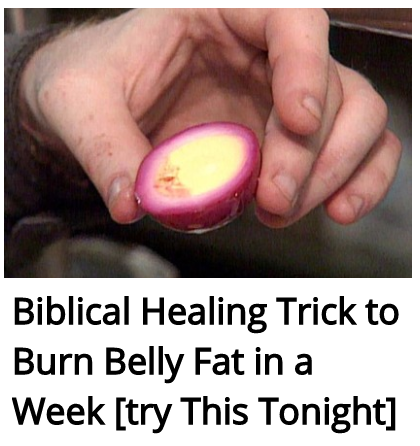 Biblical Healing Trick to
Burn Belly Fat in a
Week [try This Tonight]